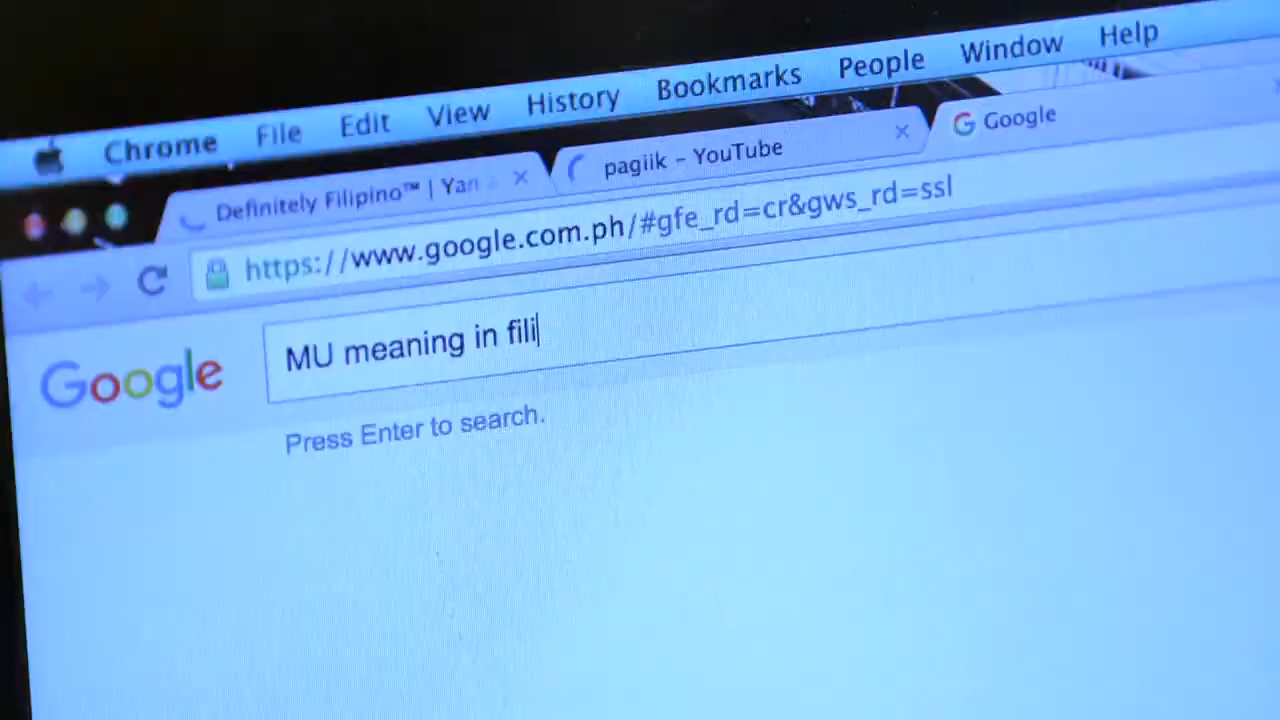 Chrome File Edit View History Bookmarks People Window Help
Definitely Filipino™ | Yan
pagiik – YouTube
Google
https://www.google.com.ph/#gfe_rd=cr&gws_rd=ssl
Google
MU meaning in fili
Press Enter to search.